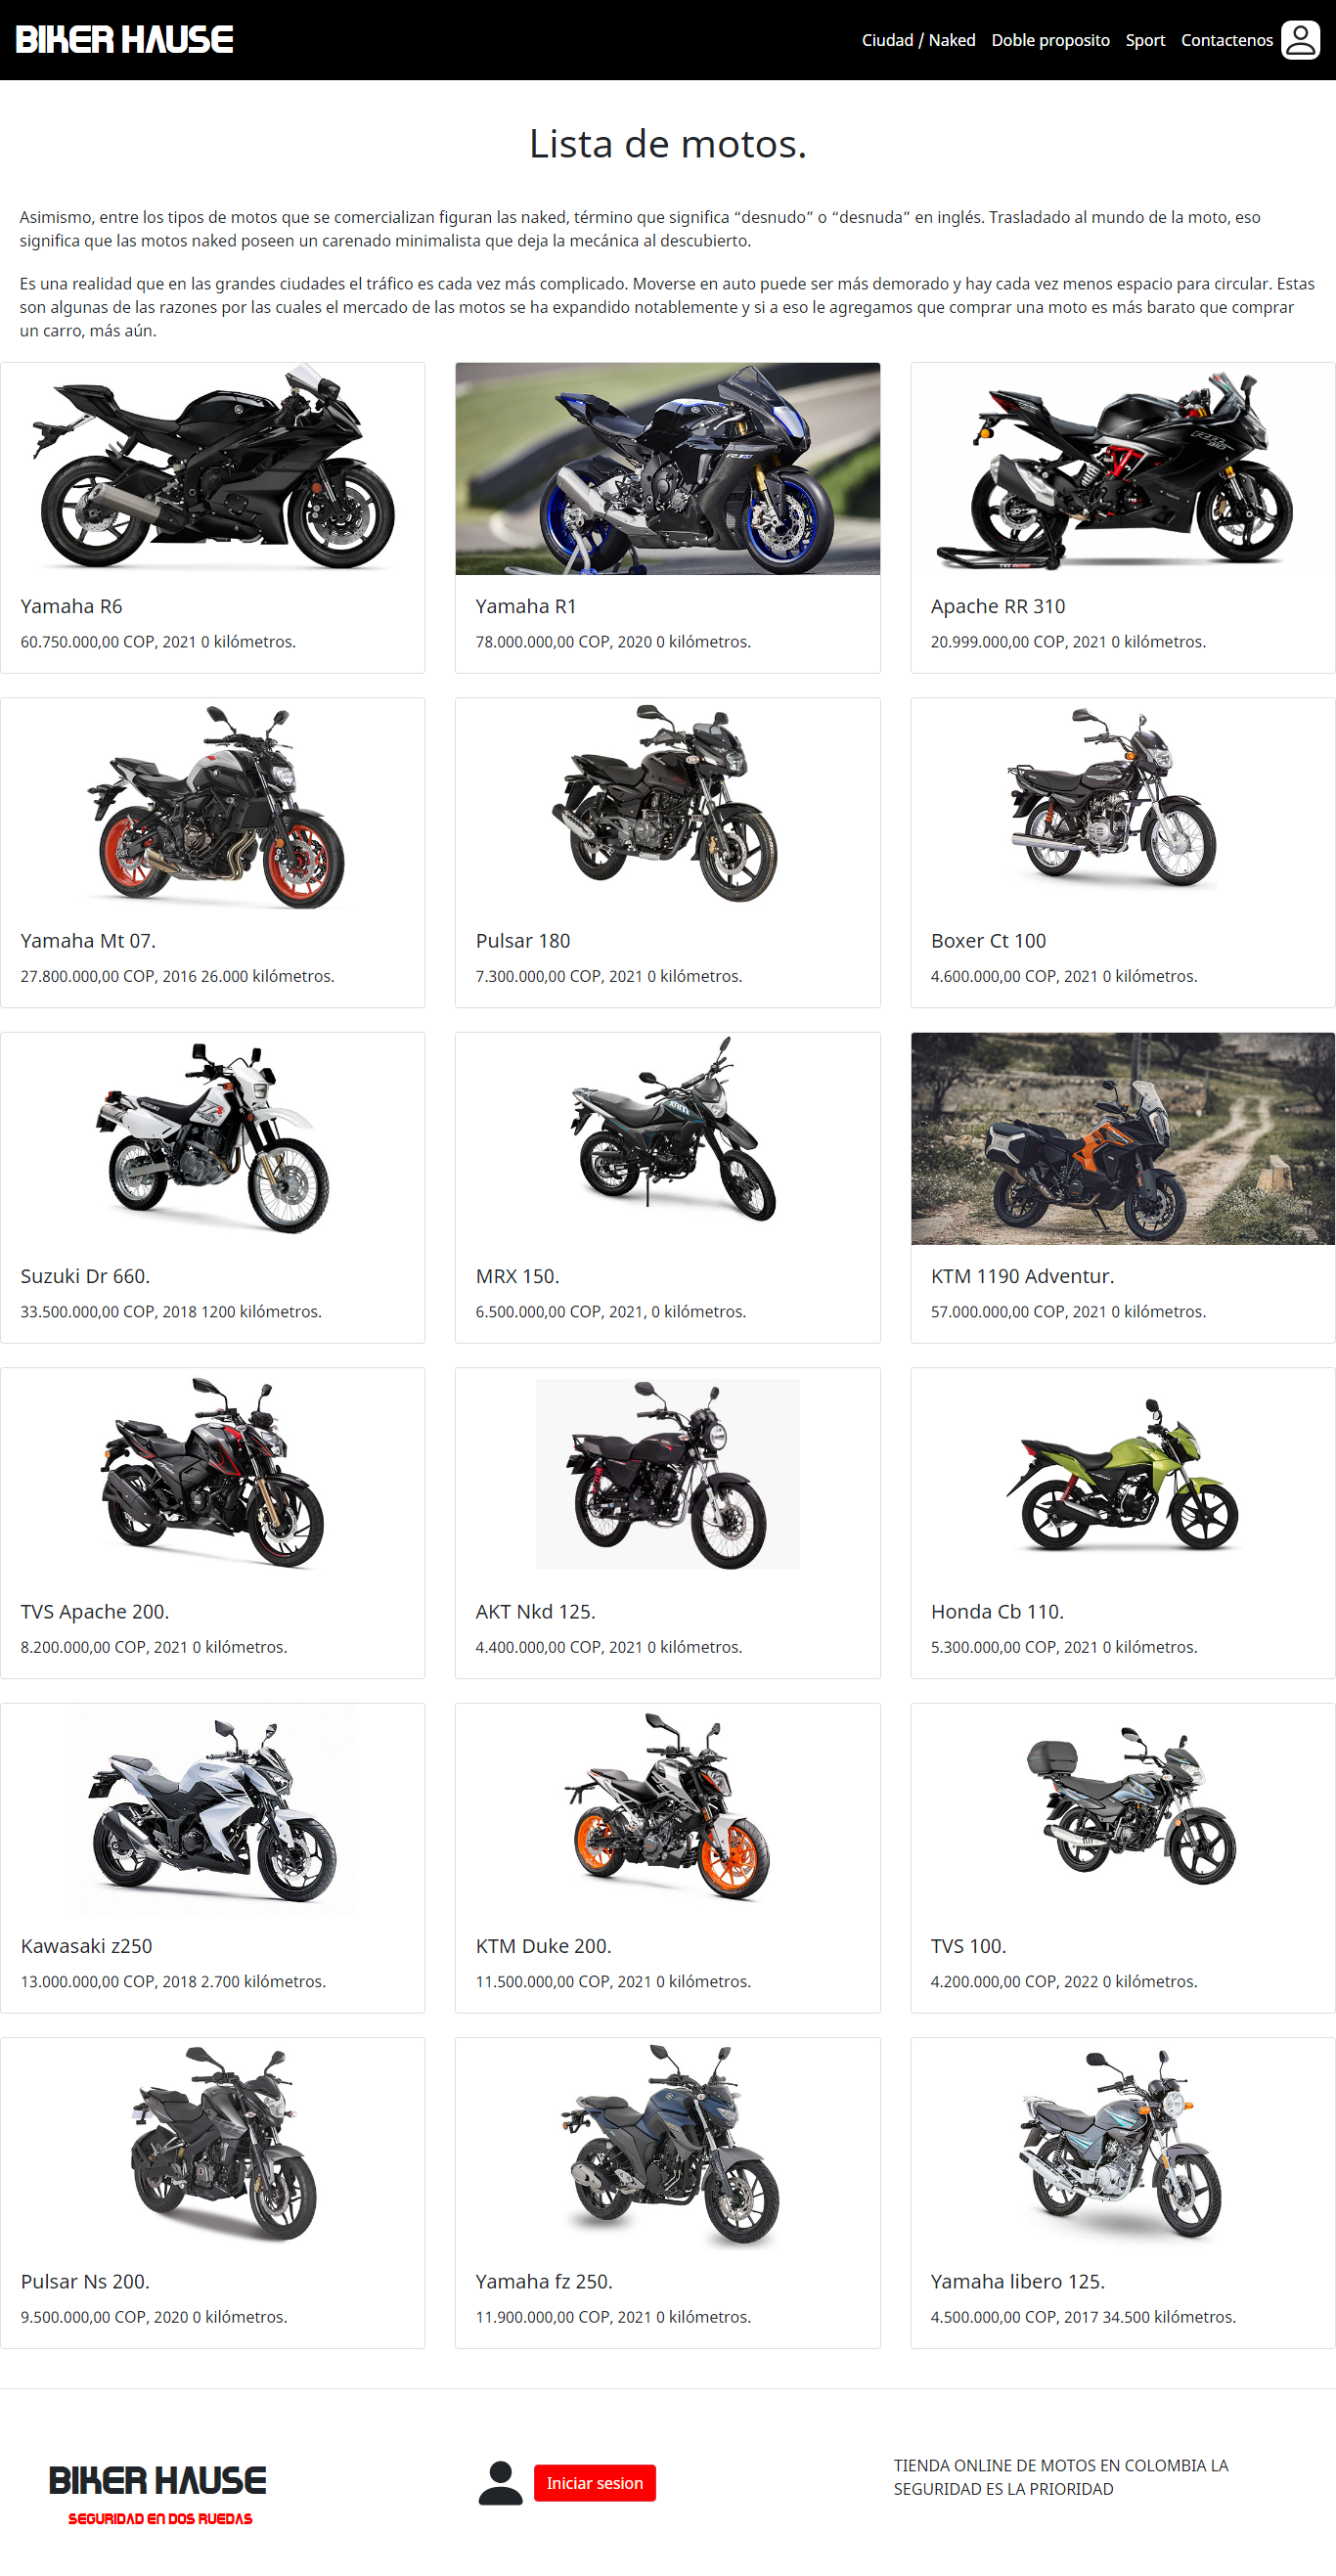 BIKER HAUSE
Ciudad / Naked Doble proposito Sport Contactenos
Lista de motos.
Asimismo, entre los tipos de motos que se comercializan figuran las naked, término que significa “desnudo” o “desnuda” en inglés. Trasladado al mundo de la moto, eso
significa que las motos naked poseen un carenado minimalista que deja la mecánica al descubierto.
Es una realidad que en las grandes ciudades el tráfico es cada vez más complicado. Moverse en auto puede ser más demorado y hay cada vez menos espacio para circular. Estas
son algunas de las razones por las cuales el mercado de las motos se ha expandido notablemente y si a eso le agregamos que comprar una moto es más barato que comprar
un carro, más aún.
Yamaha R6
60.750.000,00 COP, 2021 0 kilómetros.
Yamaha R1
78.000.000,00 COP, 2020 0 kilómetros.
Apache RR 310
20.999.000,00 COP, 2021 0 kilómetros.
Yamaha Mt 07.
27.800.000,00 COP, 2016 26.000 kilómetros.
Pulsar 180
7.300.000,00 COP, 2021 0 kilómetros.
Boxer Ct 100
4.600.000,00 COP, 2021 0 kilómetros.
Suzuki Dr 660.
33.500.000,00 COP, 2018 1200 kilómetros.
MRX 150.
6.500.000,00 COP, 2021, 0 kilómetros.
KTM 1190 Adventur.
57.000.000,00 COP, 2021 0 kilómetros.
TVS Apache 200.
8.200.000,00 COP, 2021 0 kilómetros.
AKT Nkd 125.
4.400.000,00 COP, 2021 0 kilómetros.
Honda Cb 110.
5.300.000,00 COP, 2021 0 kilómetros.
Kawasaki z250
13.000.000,00 COP, 2018 2.700 kilómetros.
KTM Duke 200.
11.500.000,00 COP, 2021 0 kilómetros.
TVS 100.
4.200.000,00 COP, 2022 0 kilómetros.
Pulsar Ns 200.
9.500.000,00 COP, 2020 0 kilómetros.
Yamaha fz 250.
11.900.000,00 COP, 2021 0 kilómetros.
Yamaha libero 125.
4.500.000,00 COP, 2017 34.500 kilómetros.
BIKER HAUSE
SEGURIDAD EN DOS RUEDAS
Iniciar sesion
TIENDA ONLINE DE MOTOS EN COLOMBIA LA
SEGURIDAD ES LA PRIORIDAD